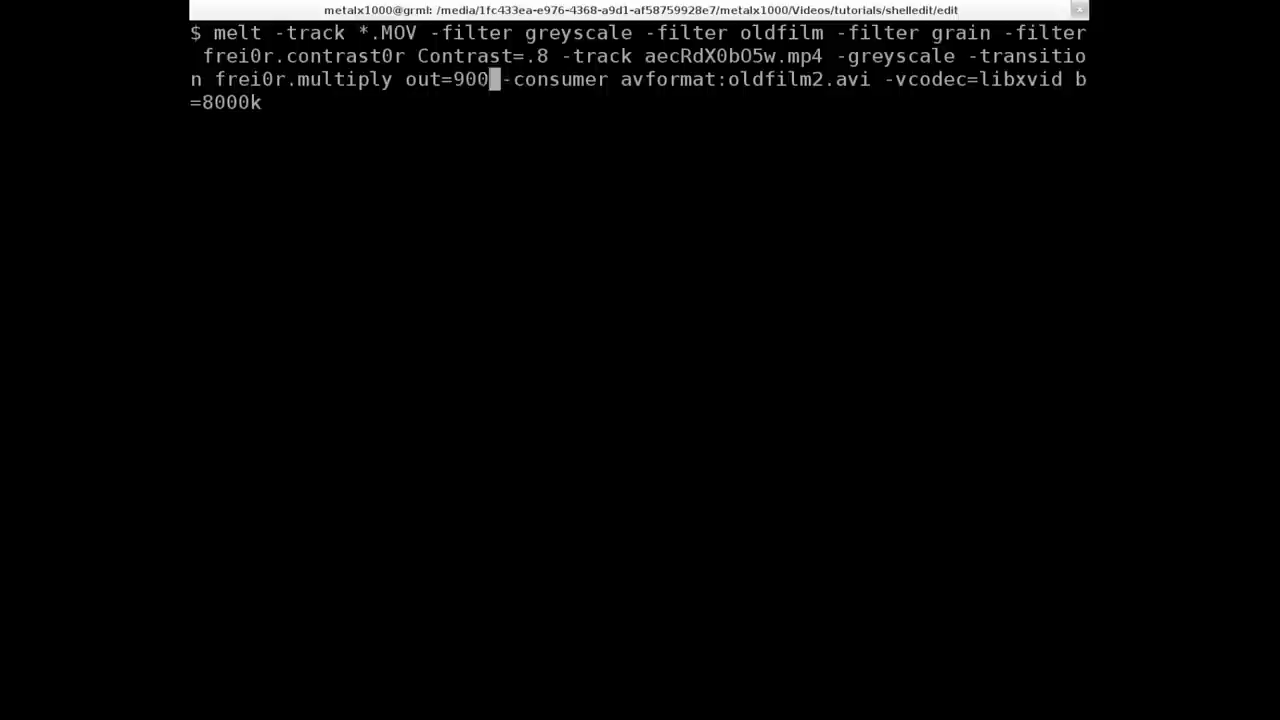 metalx1000@grml: /media/1fc433ea-e976-4368-a9d1-af58759928e7/metalx1000/Videos/tutorials/shelledit/edit
$ melt -track *.MOV -filter greyscale -filter oldfilm -filter grain -filter
frei0r.contrast0r Contrast=.8 -track aecRdX0bO5w.mp4 -greyscale -transitio
n frei0r.multiply out=900 -consumer avformat:oldfilm2.avi -vcodec=libxvid b
=8000k